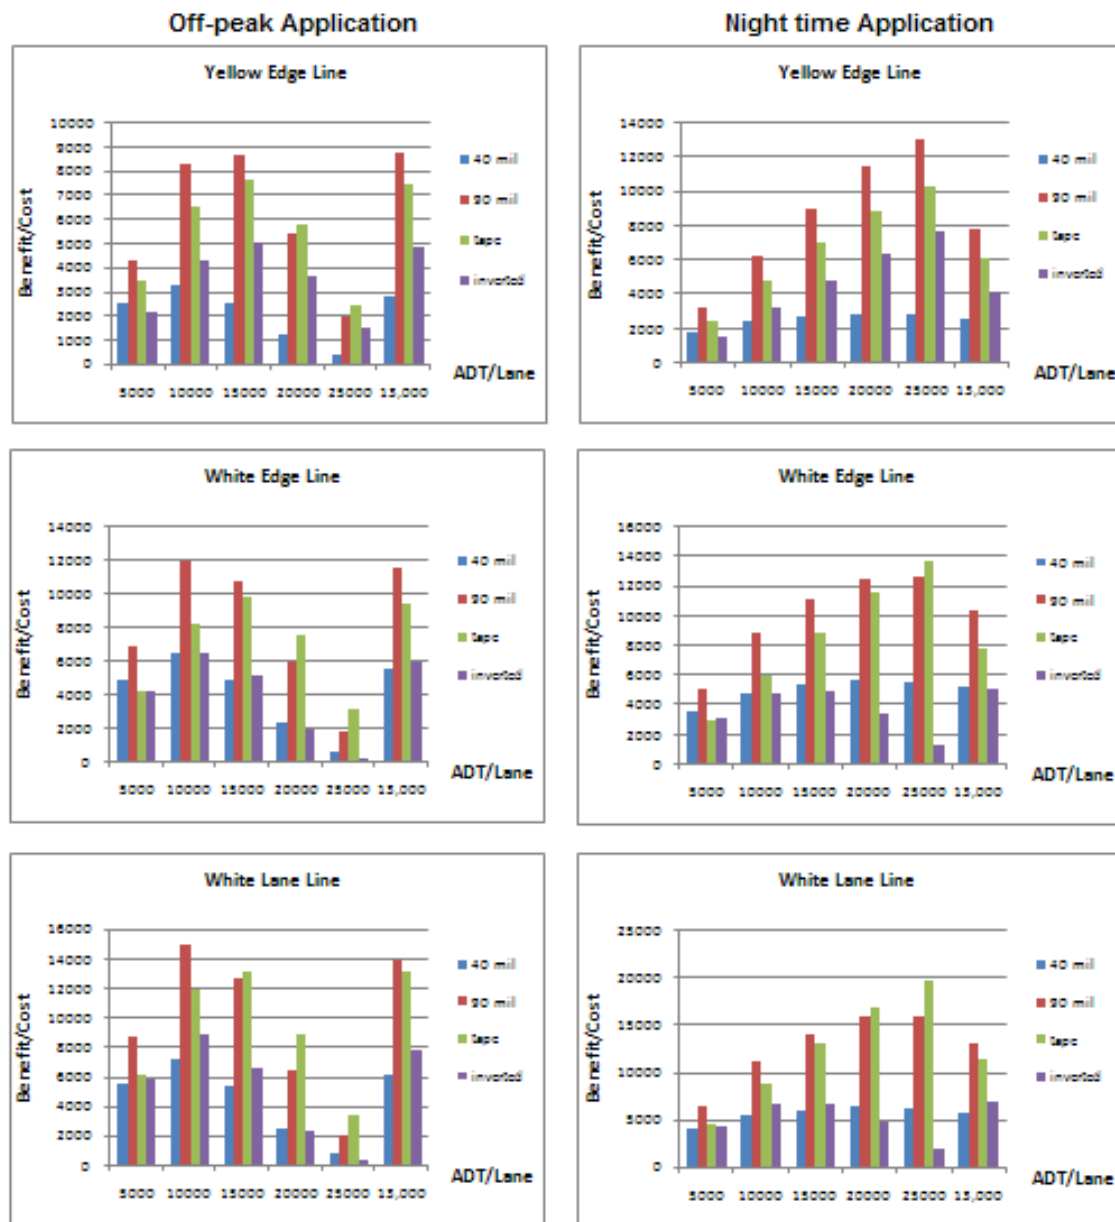 Off-peak Application
Night time Application
Yellow Edge Line
10000
9000
8000
7000
6000
5000
4000
3000
2000
1000
0
Benefit/Cost
5000 10000 15000 20000 25000 15,000
ADT/Lane
40 mil
90 mil
tape
inverted
Yellow Edge Line
14000
12000
10000
8000
6000
4000
2000
0
Benefit/Cost
5000 10000 15000 20000 25000 15,000
ADT/Lane
40 mil
90 mil
tape
inverted
White Edge Line
14000
12000
10000
8000
6000
4000
2000
0
Benefit/Cost
5000 10000 15000 20000 25000 15,000
ADT/Lane
40 mil
90 mil
tape
inverted
White Edge Line
16000
14000
12000
10000
8000
6000
4000
2000
0
Benefit/Cost
5000 10000 15000 20000 25000 15,000
ADT/Lane
40 mil
90 mil
tape
inverted
White Lane Line
16000
14000
12000
10000
8000
6000
4000
2000
0
Benefit/Cost
5000 10000 15000 20000 25000 15,000
ADT/Lane
40 mil
90 mil
tape
inverted
White Lane Line
25000
20000
15000
10000
5000
0
Benefit/Cost
5000 10000 15000 20000 25000 15,000
ADT/Lane
40 mil
90 mil
tape
inverted